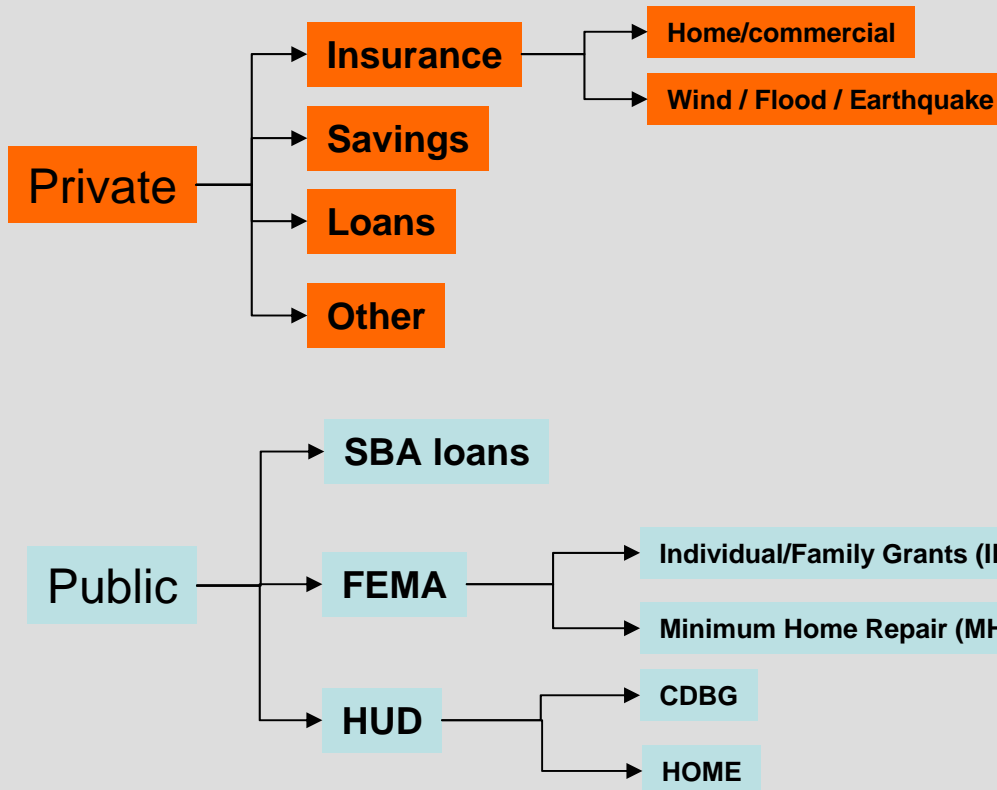 Private
Insurance
Home/commercial
Wind / Flood / Earthquake
Savings
Loans
Other
Public
SBA loans
FEMA
Individual/Family Grants
Minimum Home Repair
HUD
CDBG
HOME